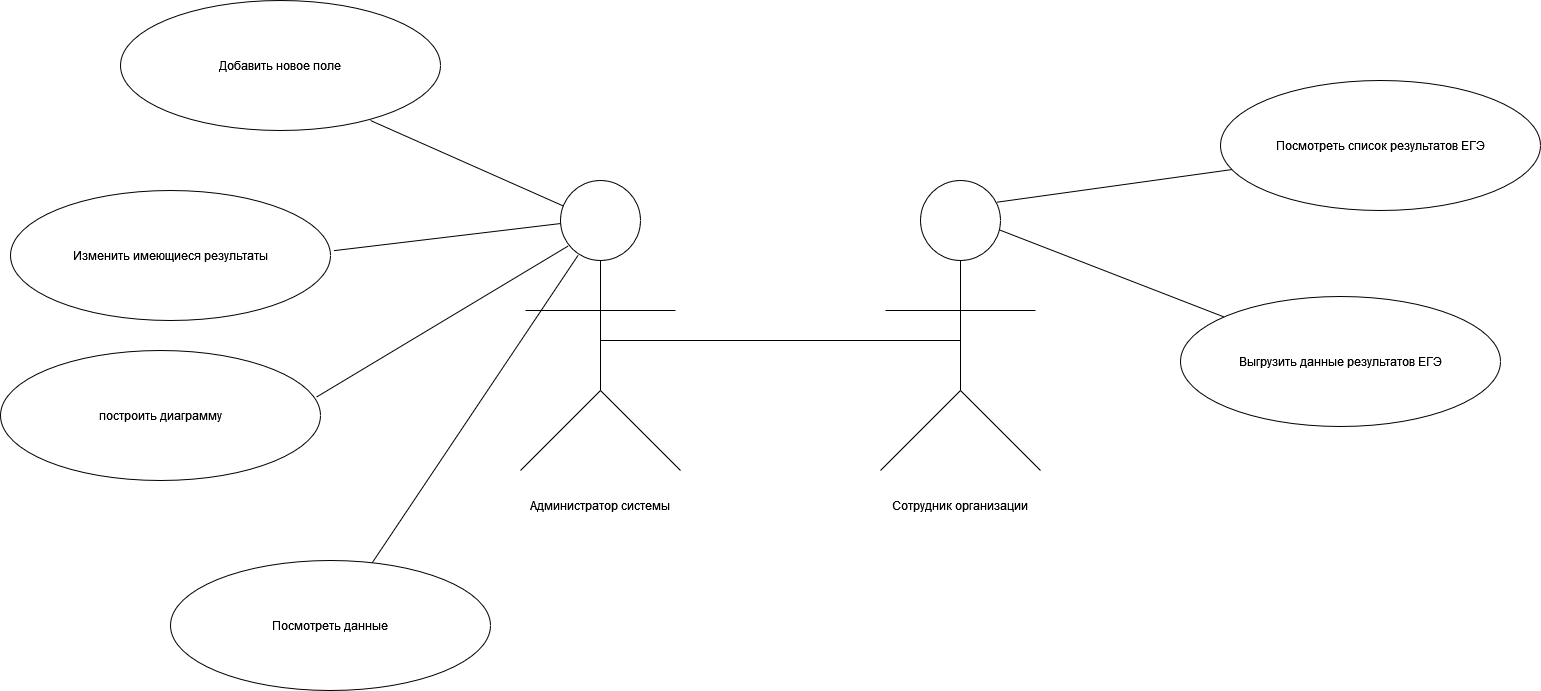 Добавить новое поле
Посмотреть список результатов ЕГЭ
Изменить имеющиеся результаты
Выгрузить данные результатов ЕГЭ
построить диаграмму
Администратор системы
Сотрудник организации
Посмотреть данные